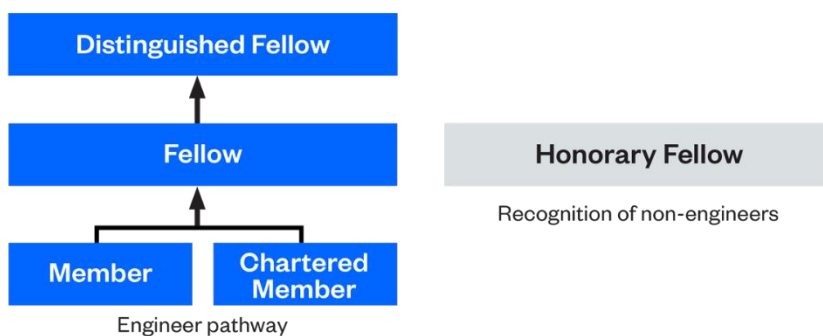 Distinguished Fellow
Fellow
Honorary Fellow
Recognition of non-engineers
Member
Chartered
Member
Engineer pathway